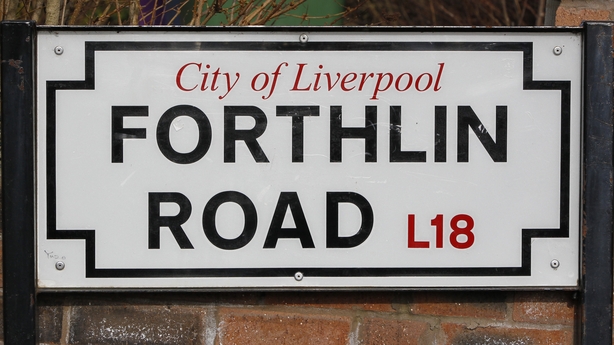 City of Liverpool
FORTHLIN
ROAD L18